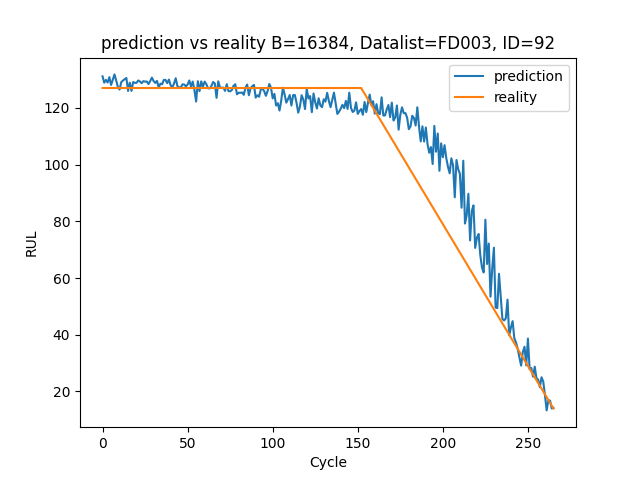 prediction vs reality B=16384, Datalist=FD003, ID=92
prediction
reality
RUL
120
100
80
60
40
20
0 50 100 150 200 250
Cycle